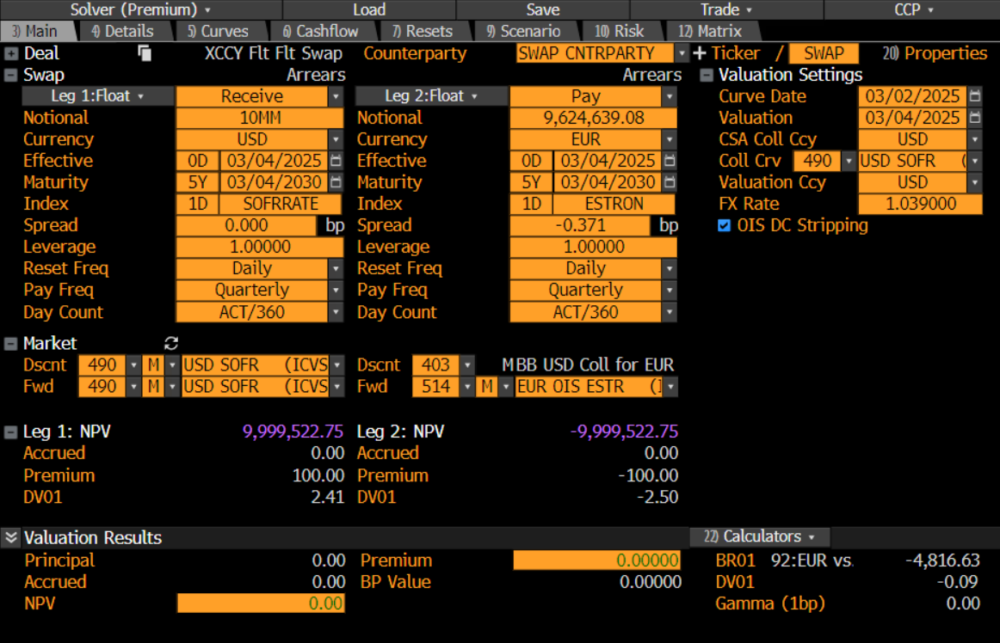 Solver (Premium) Load Save Trade CCP
3) Main 4) Details 5) Curves 6) Cashflow 7) Resets 9) Scenario 10) Risk 12) Matrix
Deal XCCY Flt Flt Swap Counterparty SWAP CNTRPARTY Ticker / SWAP 20) Properties
Swap Arrears Arrears Valuation Settings
Leg 1:Float Receive Leg 2:Float Pay Curve Date 03/02/2025
Notional 10MM Notional 9,624,639.08 Valuation 03/04/2025
Currency USD Currency EUR CSA Coll Ccy USD
Effective 0D 03/04/2025 Effective 0D 03/04/2025 Coll Crv 490 USD SOFR (
Maturity 5Y 03/04/2030 Maturity 5Y 03/04/2030 Valuation Ccy USD
Index 1D SOFRRATE Index 1D ESTRON FX Rate 1.039000
Spread 0.000 bp Spread -0.371 bp OIS DC Stripping
Leverage 1.00000 Leverage 1.00000
Reset Freq Daily Reset Freq Daily
Pay Freq Quarterly Pay Freq Quarterly
Day Count ACT/360 Day Count ACT/360
Market
Dscnt 490 M USD SOFR (ICVS Dscnt 403 MBB USD Coll for EUR
Fwd 490 M USD SOFR (ICVS Fwd 514 M EUR OIS ESTR (I
Leg 1: NPV 9,999,522.75 Leg 2: NPV -9,999,522.75
Accrued 0.00 Accrued 0.00
Premium 100.00 Premium -100.00
DV01 2.41 DV01 -2.50
Valuation Results 22) Calculators
Principal 0.00 Premium 0.00000 BR01 92:EUR vs. -4,816.63
Accrued 0.00 BP Value 0.00000 DV01 -0.09
NPV 0.00 Gamma (1bp) 0.00